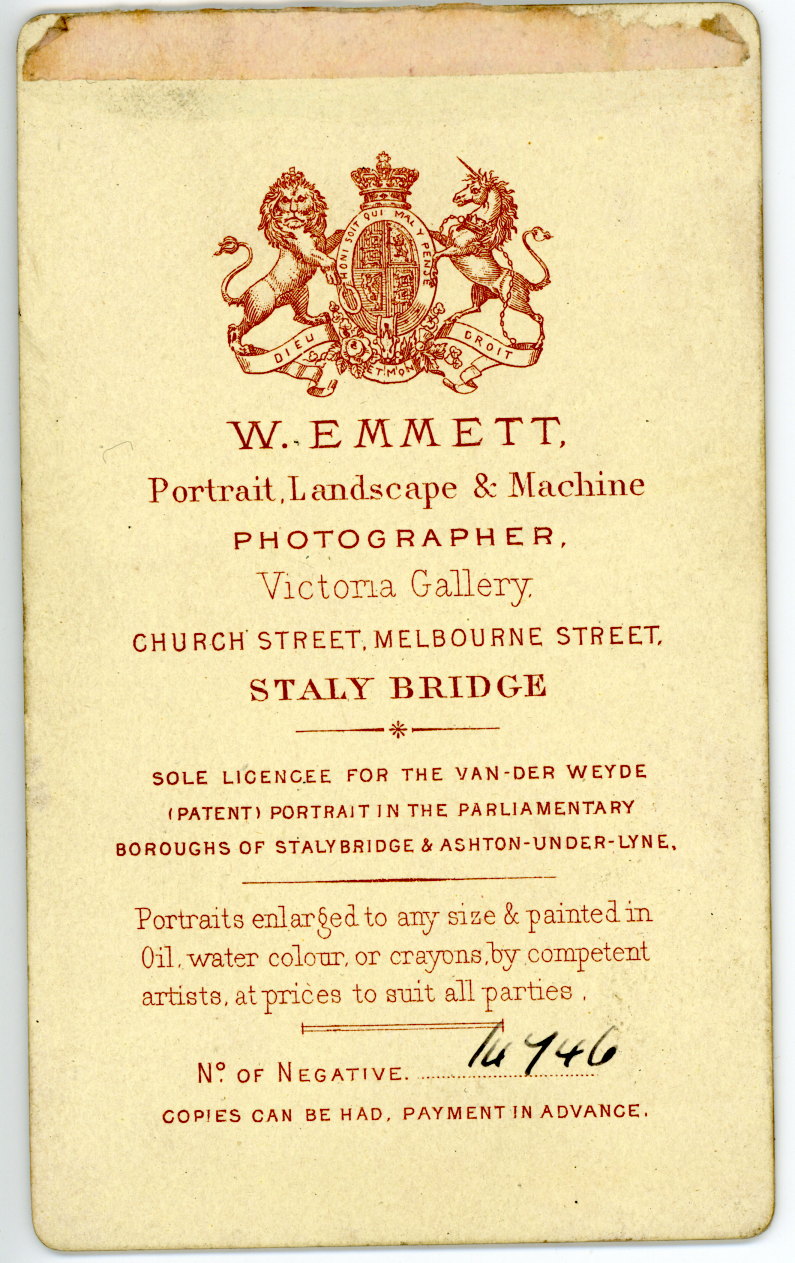 HONI SOIT QUI MAL Y PENSE
DIEU ET MON DROIT
W. EMMETT,
Portrait, Landscape & Machine
PHOTOGRAPHER,
Victoria Gallery,
CHURCH STREET, MELBOURNE STREET,
STALY BRIDGE
SOLE LICENCEE FOR THE VAN-DER WEYDE
(PATENT) PORTRAIT IN THE PARLIAMENTARY
BOROUGHS OF STALYBRIDGE & ASHTON-UNDER-LYNE,
Portraits enlarged to any size & painted in
Oil, water colour, or crayons, by competent
artists, at prices to suit all parties.
No. OF NEGATIVE.
COPIES CAN BE HAD, PAYMENT IN ADVANCE.